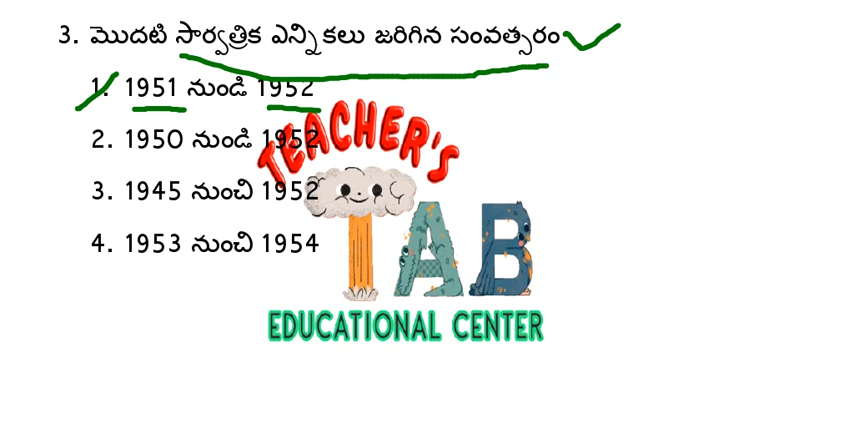 3. మొదటి సార్వత్రిక ఎన్నికలు జరిగిన సంవత్సరం
1. 1951 నుండి 1952
2. 1950 నుండి 1952
3. 1945 నుంచి 1952
4. 1953 నుంచి 1954
TEACHER'S
TAB
EDUCATIONAL CENTER